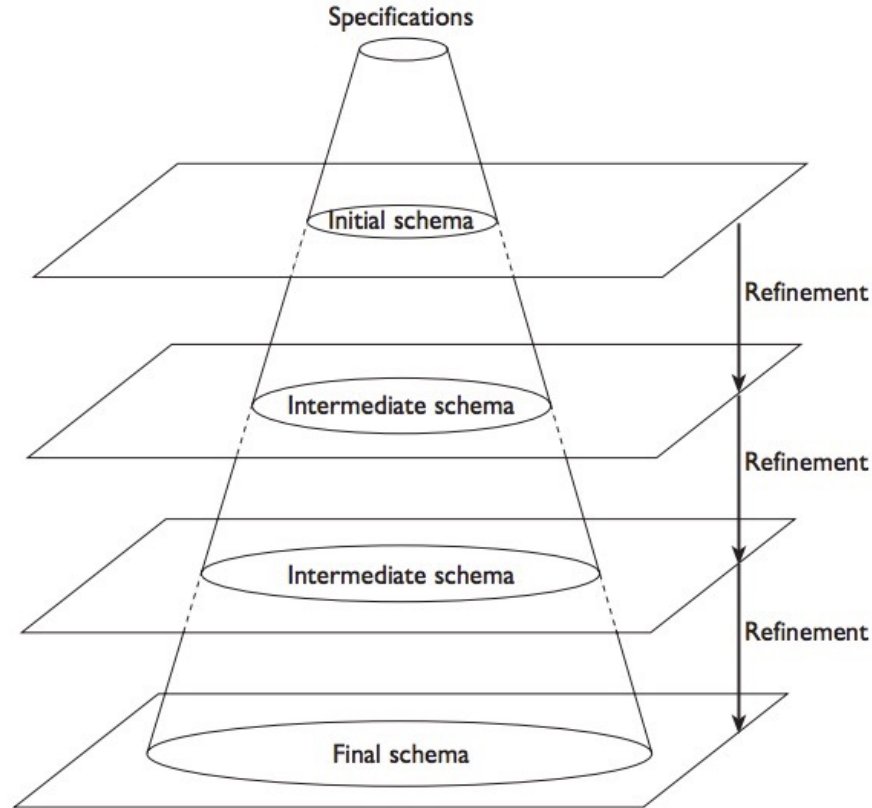 Specifications
Initial schema
Refinement
Intermediate schema
Refinement
Intermediate schema
Refinement
Final schema